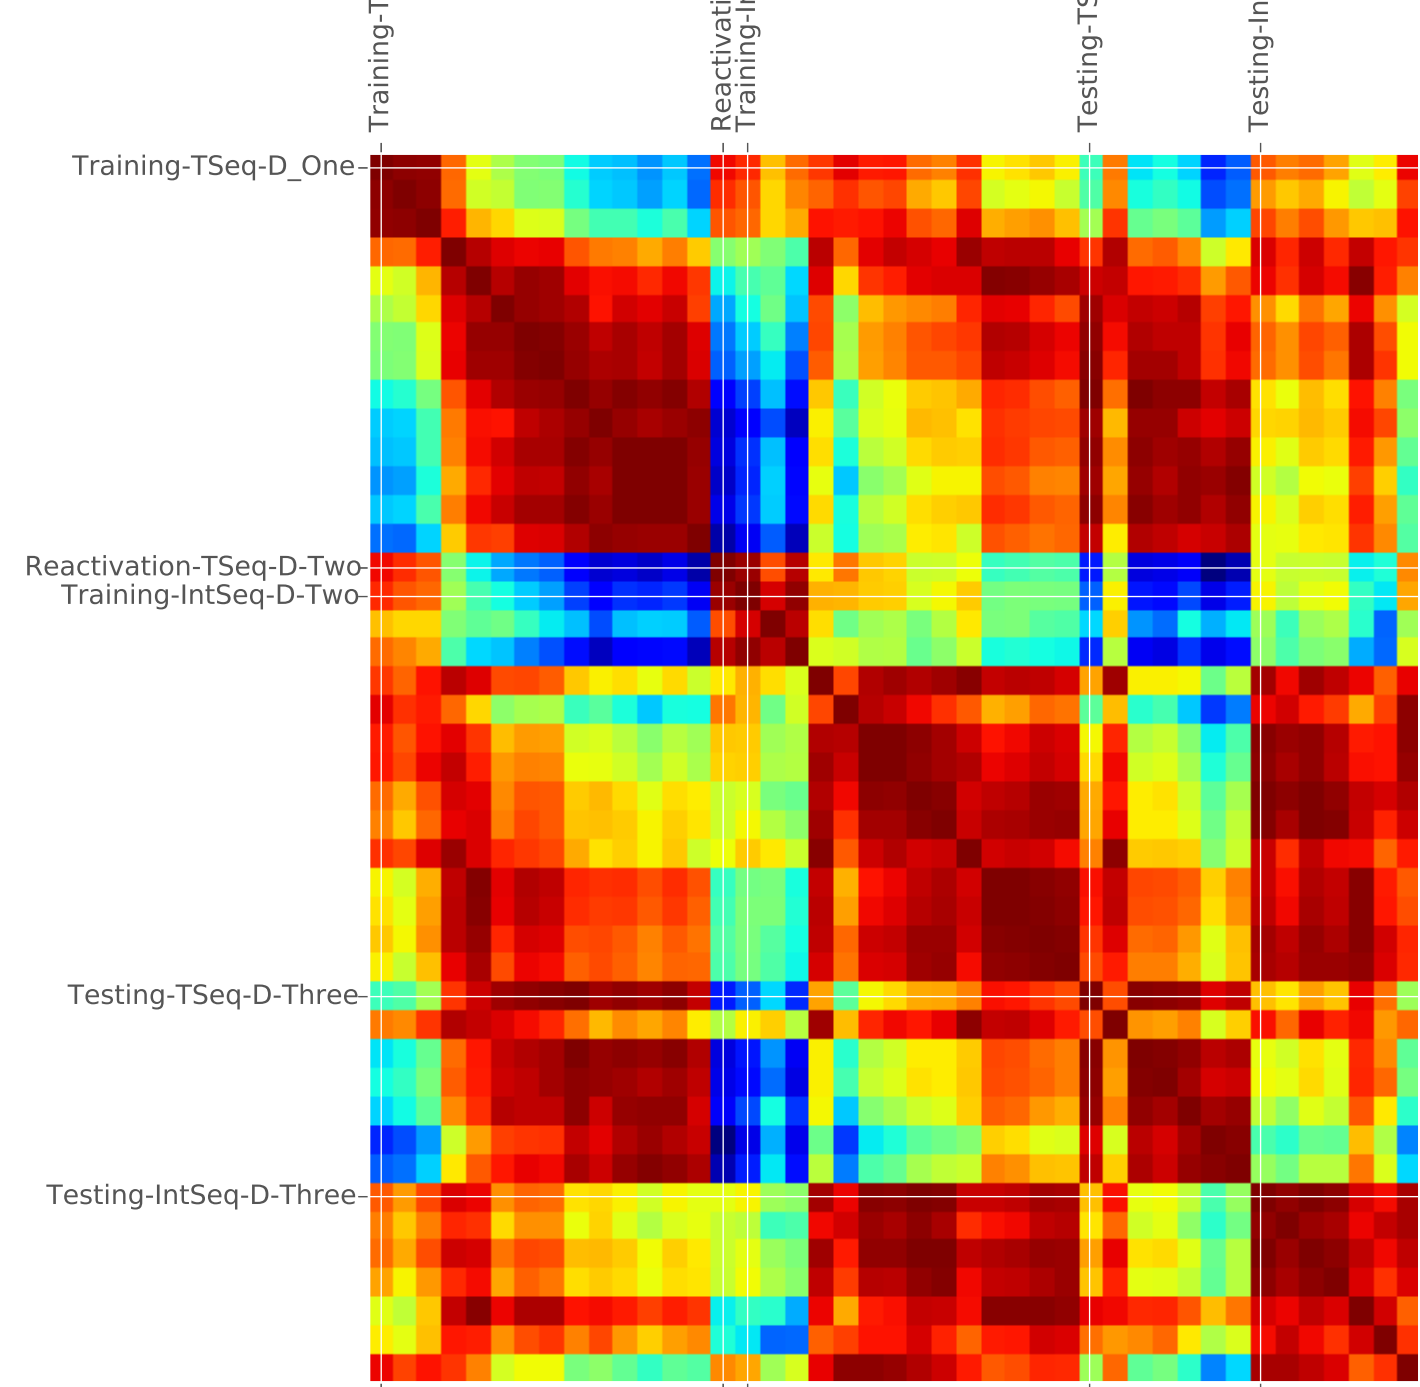 Training-T
Reactivati
Training-In
Testing-TS
Testing-In
Training-TSeq-D_One
Reactivation-TSeq-D-Two
Training-IntSeq-D-Two
Testing-TSeq-D-Three
Testing-IntSeq-D-Three